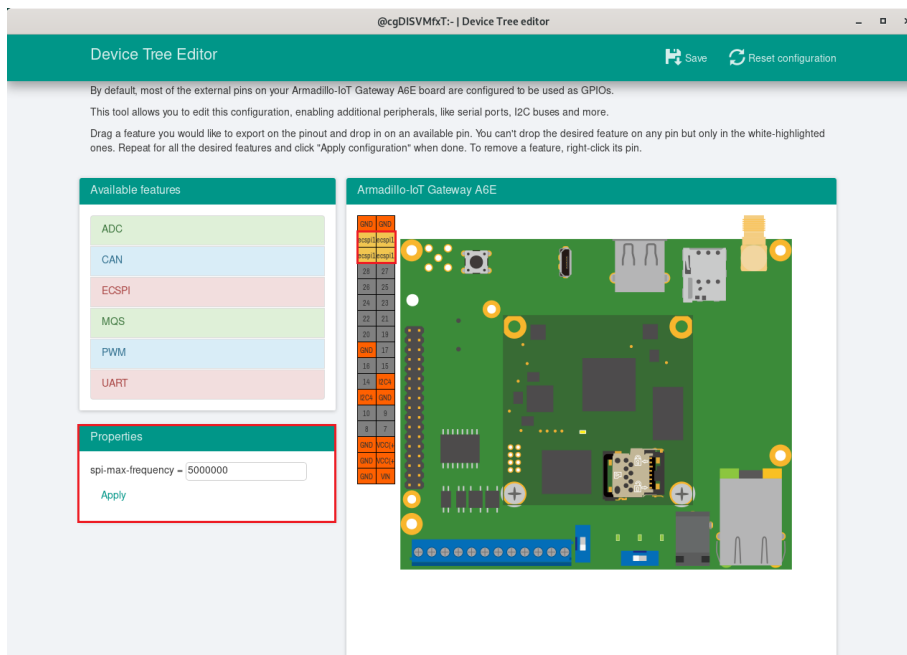 @cgDISVMfxT:~ | Device Tree editor
Device Tree Editor
Save
Reset configuration
By default, most of the external pins on your Armadillo-IoT Gateway A6E board are configured to be used as GPIOs.
This tool allows you to edit this configuration, enabling additional peripherals, like serial ports, I2C buses and more.
Drag a feature you would like to export on the pinout and drop in on an available pin. You can't drop the desired feature on any pin but only in the white-highlighted
ones. Repeat for all the desired features and click "Apply configuration" when done. To remove a feature, right-click its pin.
Available features
ADC
CAN
ECSPI
MQS
PWM
UART
Properties
spi-max-frequency = 5000000
Apply
Armadillo-IoT Gateway A6E
GND GND
ecspi1 ecspi1
ecspi1 ecspi1
28 27
26 25
24 23
22 21
20 19
GND 17
16 15
14 I2C4
I2C4 GND
10 9
8 7
GND VCC(+
GND VCC(+
GND VIN